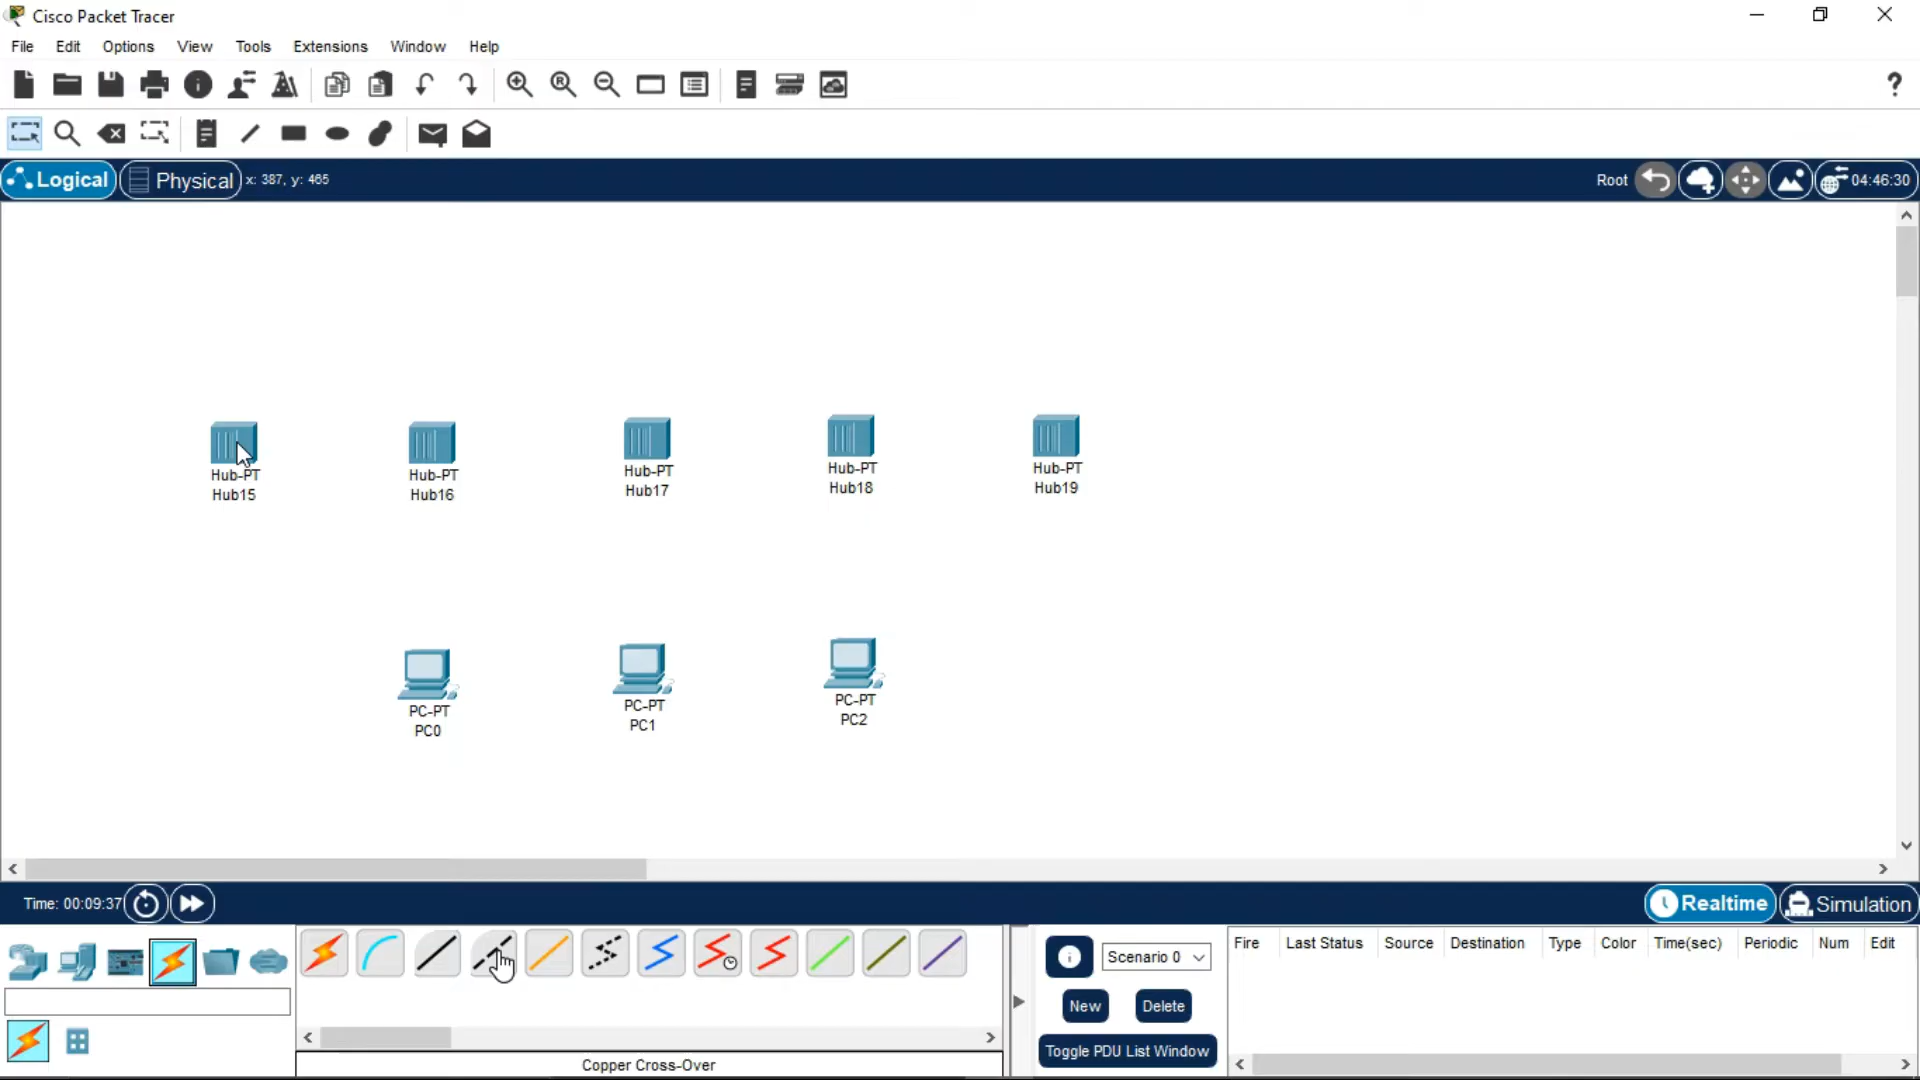 Cisco Packet Tracer
File Edit Options View Tools Extensions Window Help
Logical Physical x: 387, y: 465 Root 04:46:30
Hub-PT Hub-PT Hub-PT Hub-PT Hub-PT
Hub15 Hub16 Hub17 Hub18 Hub19
PC-PT PC-PT PC-PT
PC0 PC1 PC2
Time: 00:09:37 Realtime Simulation
Scenario 0 Fire Last Status Source Destination Type Color Time(sec) Periodic Num Edit
New Delete
Toggle PDU List Window
Copper Cross-Over